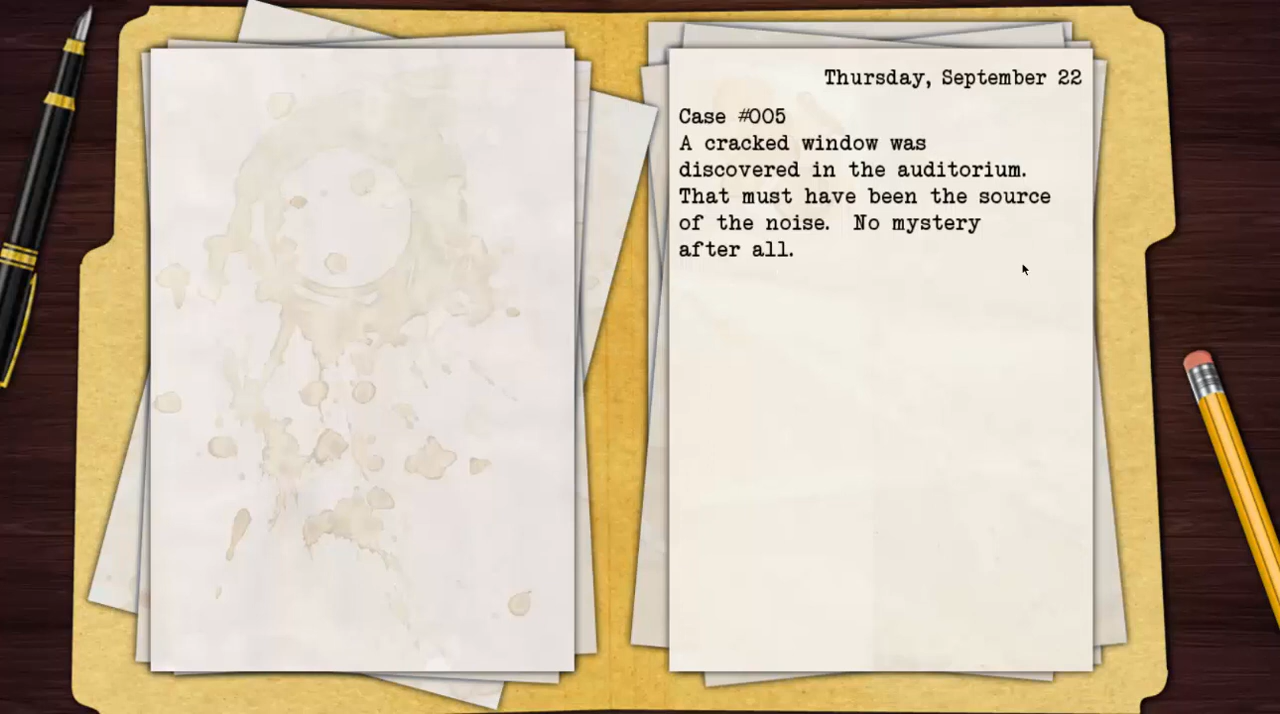 Thursday, September 22
Case #005
A cracked window was
discovered in the auditorium.
That must have been the source
of the noise.  No mystery
after all.